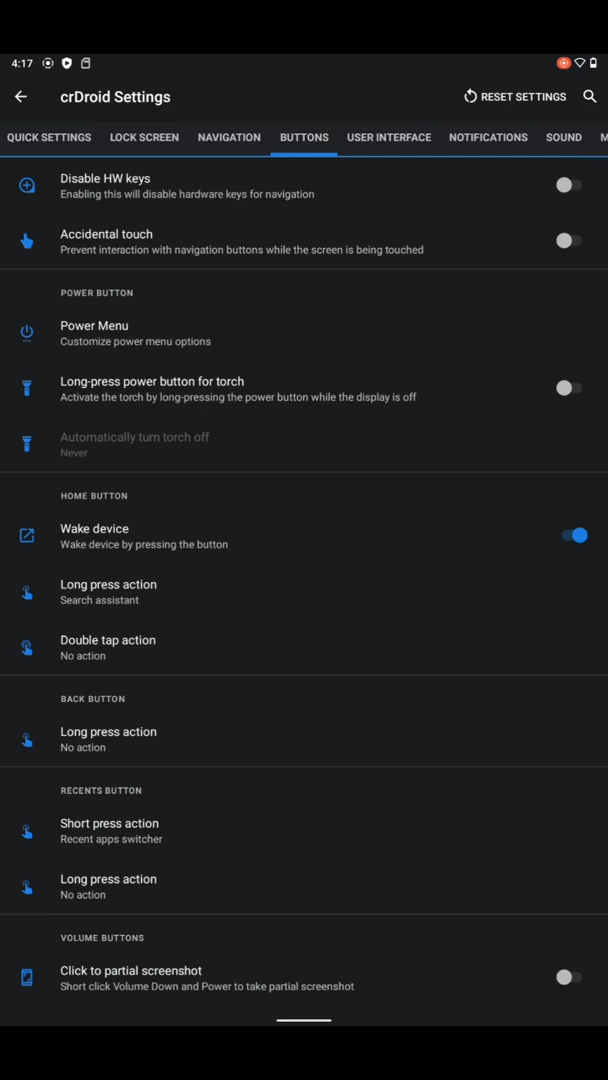 4:17
crDroid Settings
RESET SETTINGS
QUICK SETTINGS LOCK SCREEN NAVIGATION BUTTONS USER INTERFACE NOTIFICATIONS SOUND M
Disable HW keys
Enabling this will disable hardware keys for navigation
Accidental touch
Prevent interaction with navigation buttons while the screen is being touched
POWER BUTTON
Power Menu
Customize power menu options
Long-press power button for torch
Activate the torch by long-pressing the power button while the display is off
Automatically turn torch off
Never
HOME BUTTON
Wake device
Wake device by pressing the button
Long press action
Search assistant
Double tap action
No action
BACK BUTTON
Long press action
No action
RECENTS BUTTON
Short press action
Recent apps switcher
Long press action
No action
VOLUME BUTTONS
Click to partial screenshot
Short click Volume Down and Power to take partial screenshot